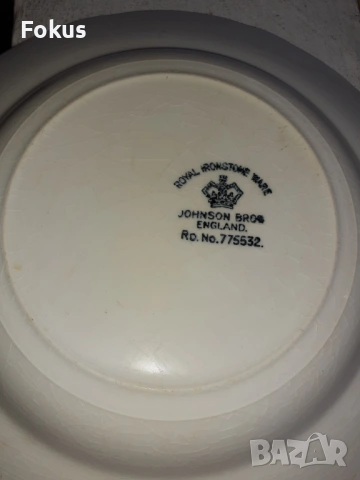 Fokus
ROYAL IRONSTONE WARE
JOHNSON BROS
ENGLAND.
RD. No. 775532.
BAZAR